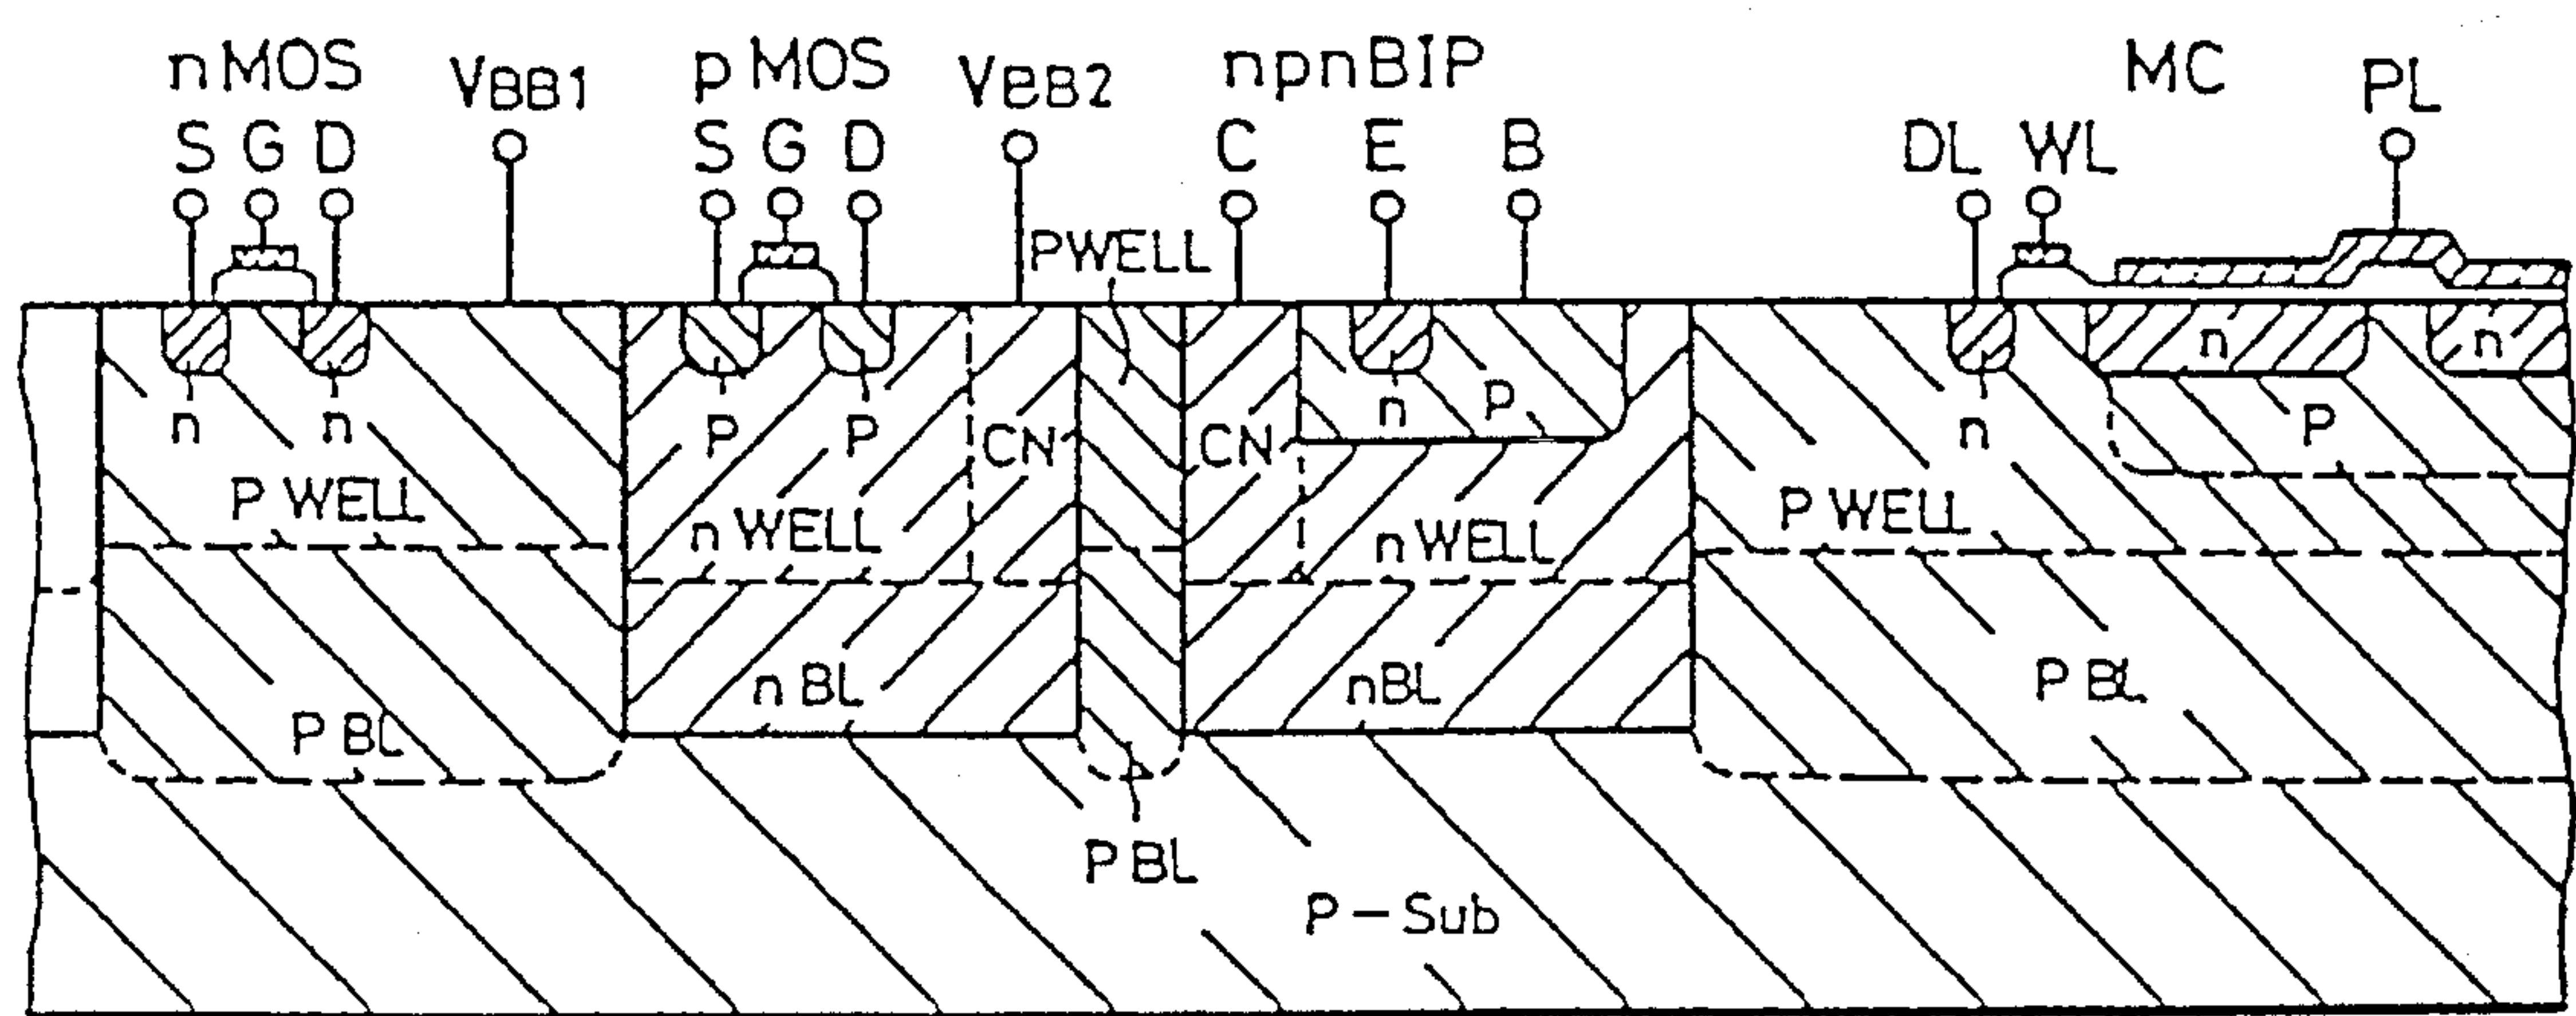 nMOS VBB1 pMOS VBB2 npnBIP MC PL
S G D S G D C E B DL WL
PWELL
n n n
n n P P CN CN n P n P
P WELL n WELL n WELL P WELL
n BL nBL P BL
P BL
P BL
P-Sub